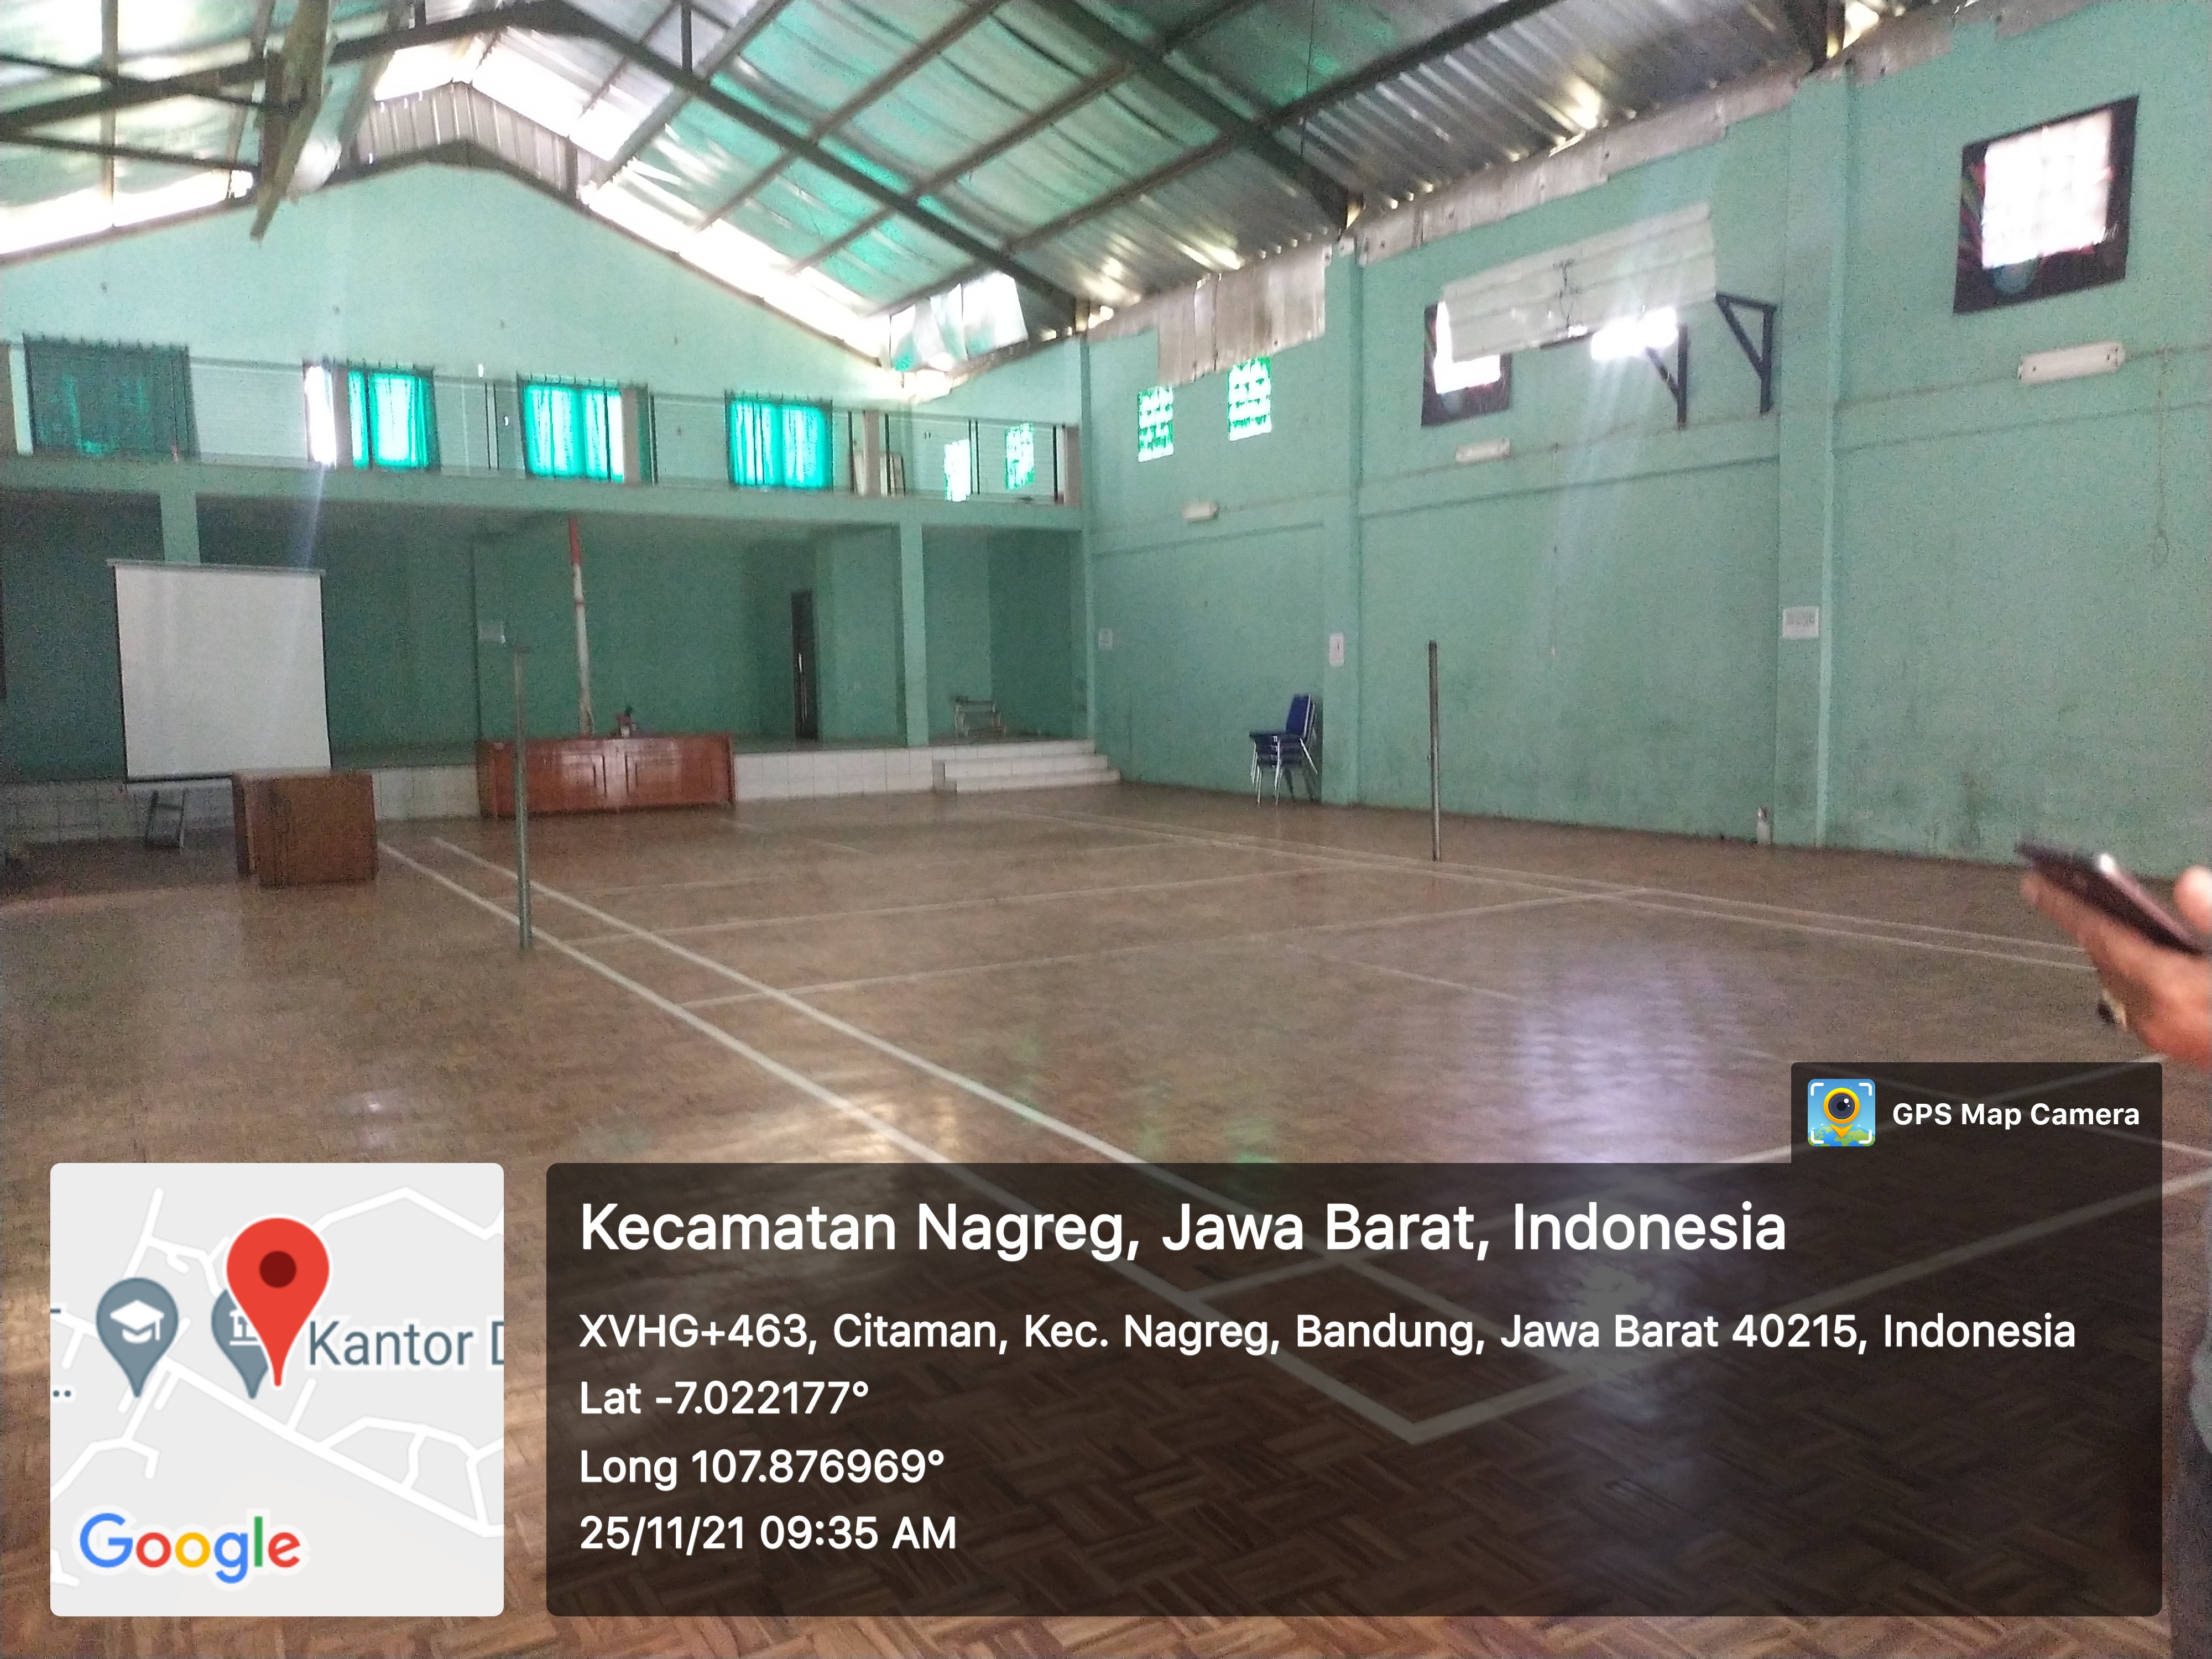 GPS Map Camera
Kecamatan Nagreg, Jawa Barat, Indonesia
XVHG+463, Citaman, Kec. Nagreg, Bandung, Jawa Barat 40215, Indonesia
Lat -7.022177°
Long 107.876969°
25/11/21 09:35 AM
Kantor D
Google